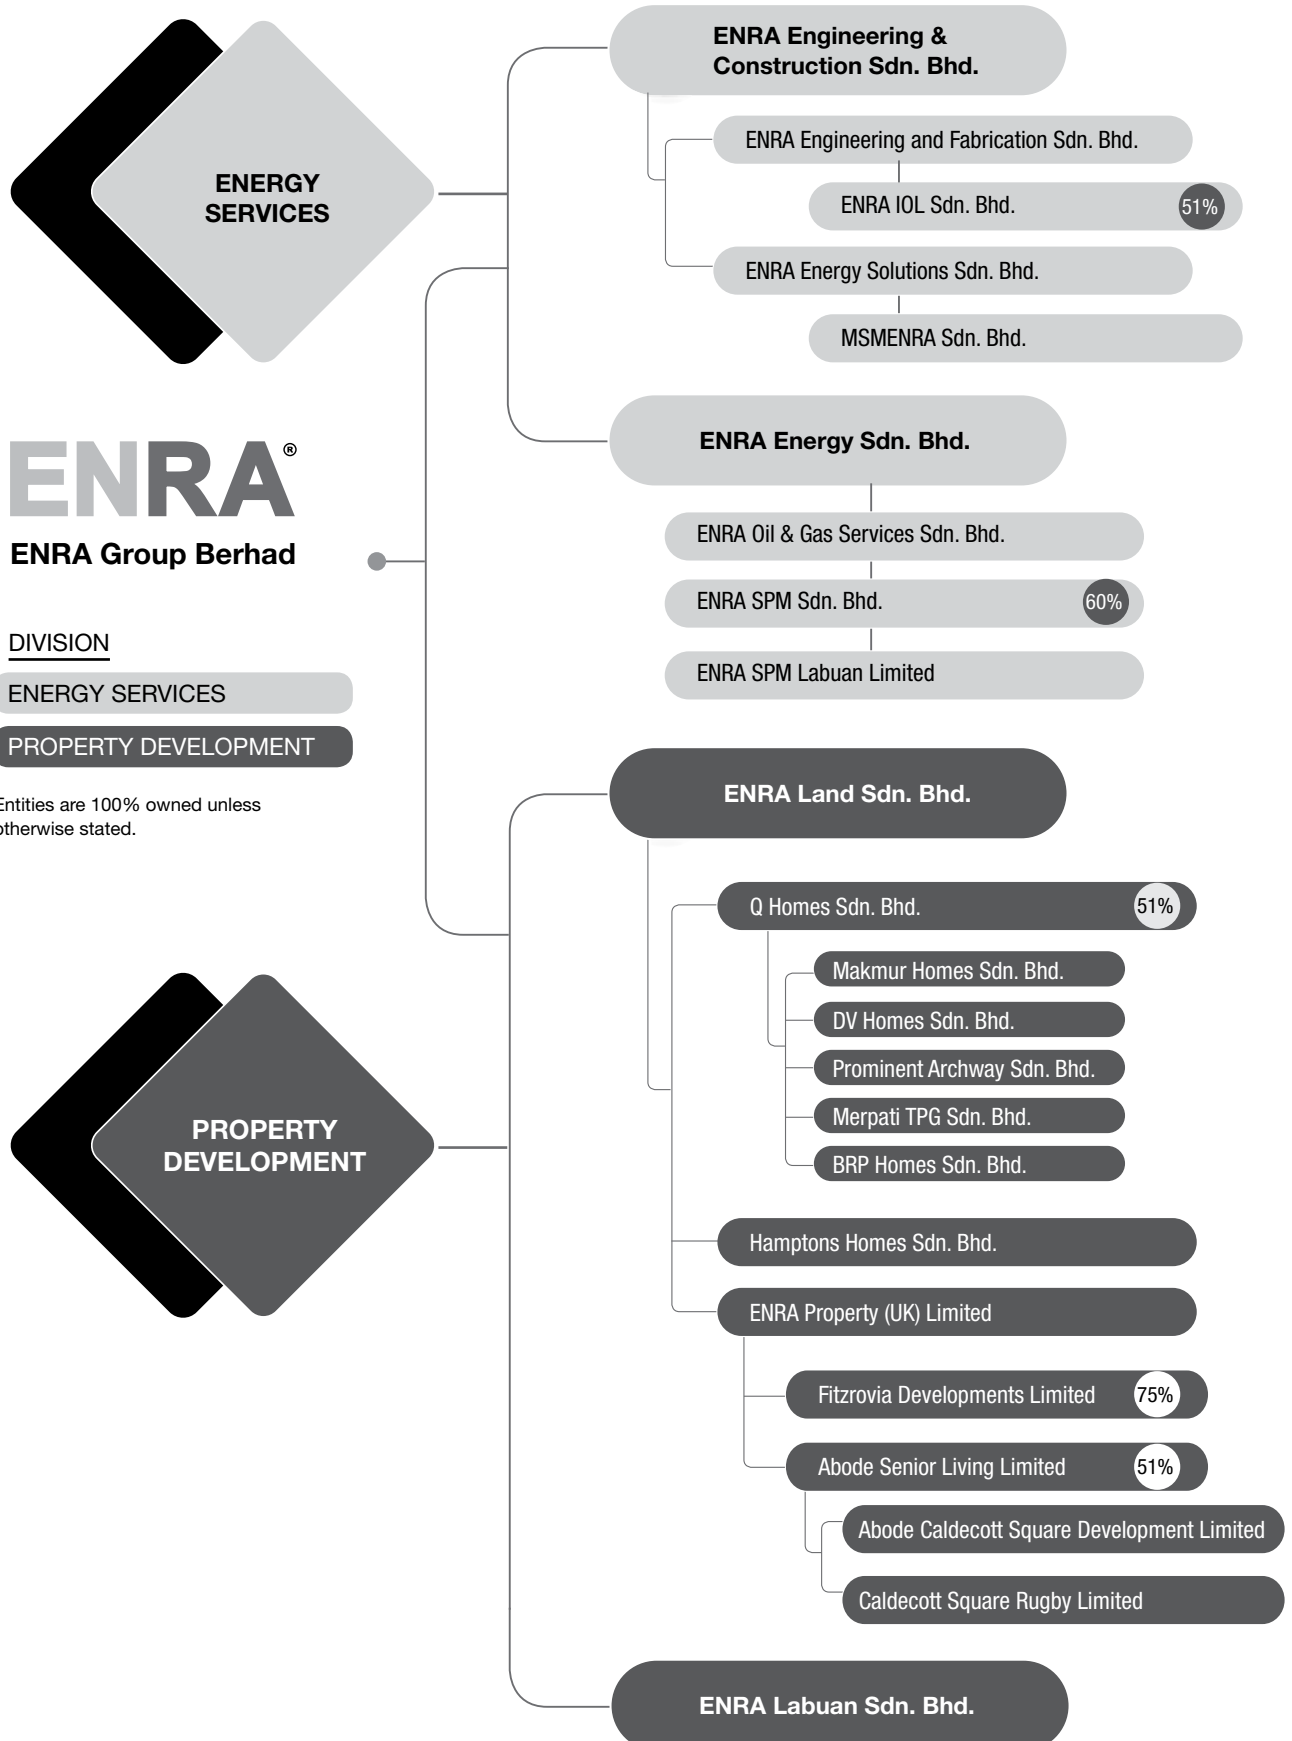 ENERGY
SERVICES
ENRA Engineering &
Construction Sdn. Bhd.
ENRA Engineering and Fabrication Sdn. Bhd.
ENRA IOL Sdn. Bhd.
51%
ENRA Energy Solutions Sdn. Bhd.
MSMENRA Sdn. Bhd.
ENRA Energy Sdn. Bhd.
ENRA Oil & Gas Services Sdn. Bhd.
ENRA SPM Sdn. Bhd.
60%
ENRA SPM Labuan Limited
ENRA®
ENRA Group Berhad
DIVISION
ENERGY SERVICES
PROPERTY DEVELOPMENT
Entities are 100% owned unless
otherwise stated.
PROPERTY
DEVELOPMENT
ENRA Land Sdn. Bhd.
Q Homes Sdn. Bhd.
51%
Makmur Homes Sdn. Bhd.
DV Homes Sdn. Bhd.
Prominent Archway Sdn. Bhd.
Merpati TPG Sdn. Bhd.
BRP Homes Sdn. Bhd.
Hamptons Homes Sdn. Bhd.
ENRA Property (UK) Limited
Fitzrovia Developments Limited
75%
Abode Senior Living Limited
51%
Abode Caldecott Square Development Limited
Caldecott Square Rugby Limited
ENRA Labuan Sdn. Bhd.